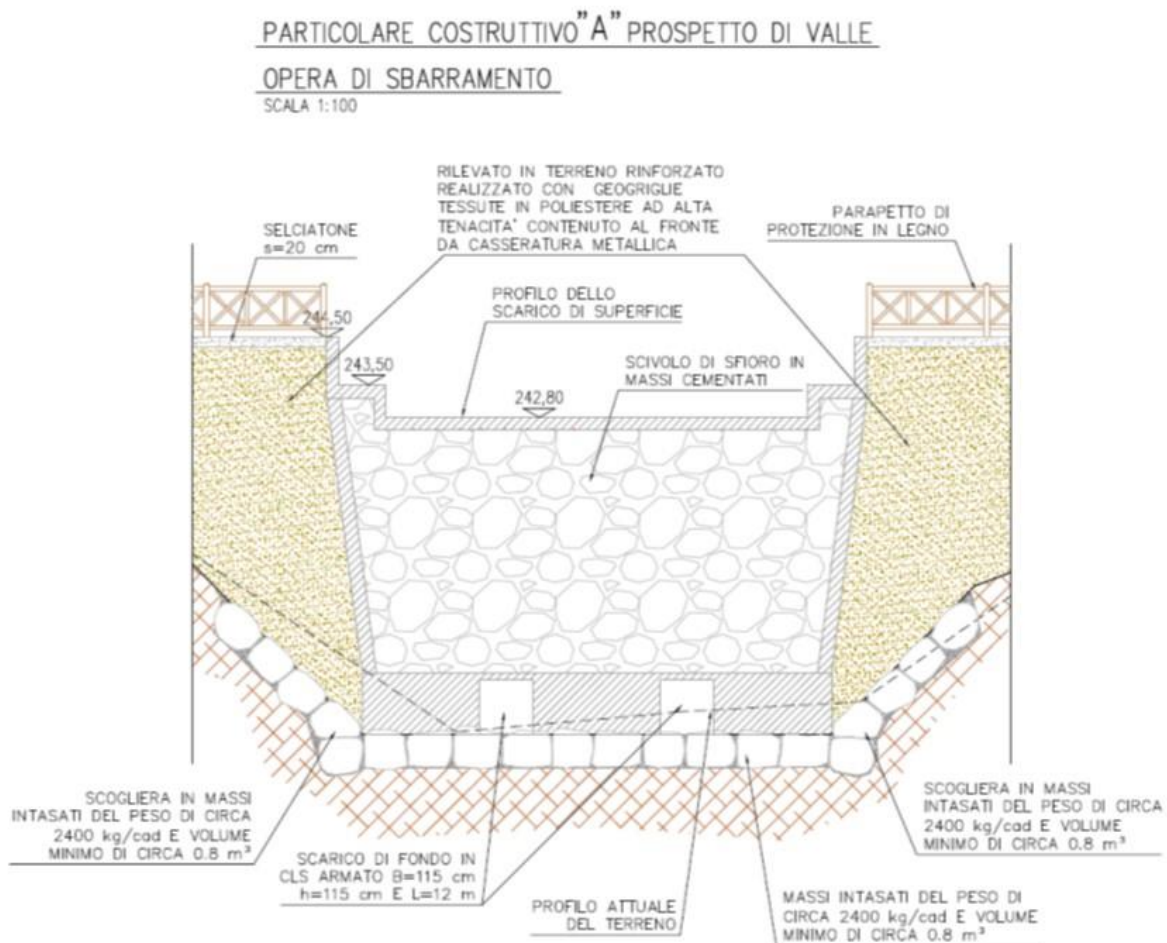 PARTICOLARE COSTRUTTIVO "A" PROSPETTO DI VALLE
OPERA DI SBARRAMENTO
SCALA 1:100
RILEVATO IN TERRENO RINFORZATO
REALIZZATO CON GEOGRIGLIE
TESSUTE IN POLIESTERE AD ALTA
TENACITA' CONTENUTO AL FRONTE
DA CASSERATURA METALLICA
SELCIATONE
s=20 cm
PARAPETTO DI
PROTEZIONE IN LEGNO
PROFILO DELLO
SCARICO DI SUPERFICIE
244,50
243,50
242,80
SCIVOLO DI SFIORO IN
MASSI CEMENTATI
SCOGLIERA IN MASSI
INTASATI DEL PESO DI CIRCA
2400 kg/cad E VOLUME
MINIMO DI CIRCA 0.8 m³
SCARICO DI FONDO IN
CLS ARMATO B=115 cm
h=115 cm E L=12 m
PROFILO ATTUALE
DEL TERRENO
MASSI INTASATI DEL PESO DI
CIRCA 2400 kg/cad E VOLUME
MINIMO DI CIRCA 0.8 m³
SCOGLIERA IN MASSI
INTASATI DEL PESO DI CIRCA
2400 kg/cad E VOLUME
MINIMO DI CIRCA 0.8 m³